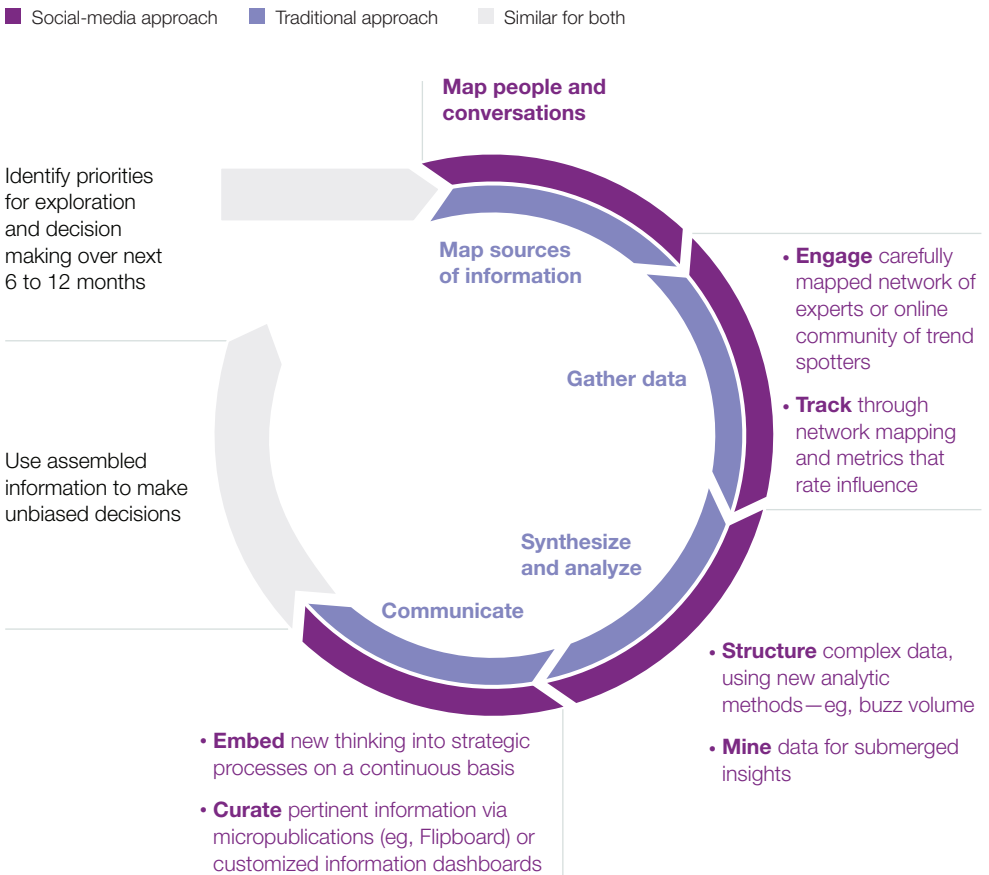 Social-media approach
Traditional approach
Similar for both
Map people and
conversations
Identify priorities
for exploration
and decision
making over next
6 to 12 months
Map sources
of information
• Engage carefully
mapped network of
experts or online
community of trend
spotters
Gather data
• Track through
network mapping
and metrics that
rate influence
Use assembled
information to make
unbiased decisions
Synthesize
and analyze
Communicate
• Structure complex data,
using new analytic
methods—eg, buzz volume
• Mine data for submerged
insights
• Embed new thinking into strategic
processes on a continuous basis
• Curate pertinent information via
micropublications (eg, Flipboard) or
customized information dashboards